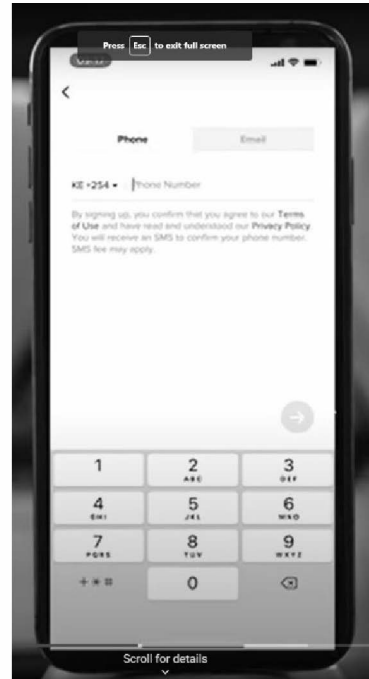 Press Esc to exit full screen
Phone
Email
KE +254
Phone Number
By signing up, you confirm that you agree to our Terms
of Use and have read and understood our Privacy Policy
You will receive an SMS to confirm your phone number.
SMS fee may apply.
1
2
ABC
3
DEF
4
GHI
5
JKL
6
MNO
7
PQRS
8
TUV
9
WXYZ
+ * #
0
Scroll for details